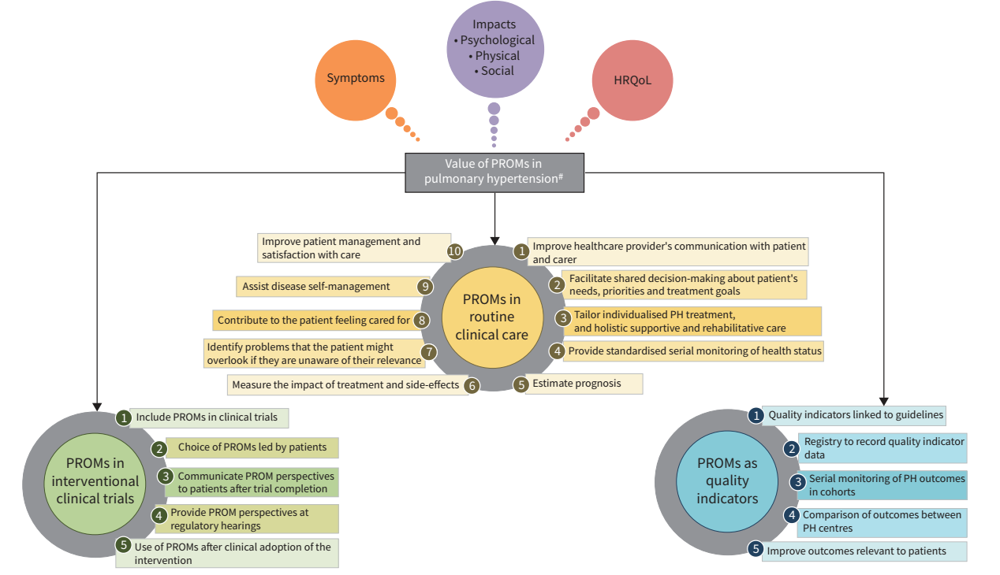 Impacts
• Psychological
• Physical
• Social
Symptoms
HRQoL
Value of PROMs in
pulmonary hypertension#
PROMs in
routine
clinical care
1
Improve healthcare provider's communication with patient
and carer
2
Facilitate shared decision-making about patient's
needs, priorities and treatment goals
3
Tailor individualised PH treatment,
and holistic supportive and rehabilitative care
4
Provide standardised serial monitoring of health status
5
Estimate prognosis
6
Measure the impact of treatment and side-effects
7
Identify problems that the patient might
overlook if they are unaware of their relevance
8
Contribute to the patient feeling cared for
9
Assist disease self-management
10
Improve patient management and
satisfaction with care
PROMs in
interventional
clinical trials
1
Include PROMs in clinical trials
2
Choice of PROMs led by patients
3
Communicate PROM perspectives
to patients after trial completion
4
Provide PROM perspectives at
regulatory hearings
5
Use of PROMs after clinical adoption of the
intervention
PROMs as
quality
indicators
1
Quality indicators linked to guidelines
2
Registry to record quality indicator
data
3
Serial monitoring of PH outcomes
in cohorts
4
Comparison of outcomes between
PH centres
5
Improve outcomes relevant to patients